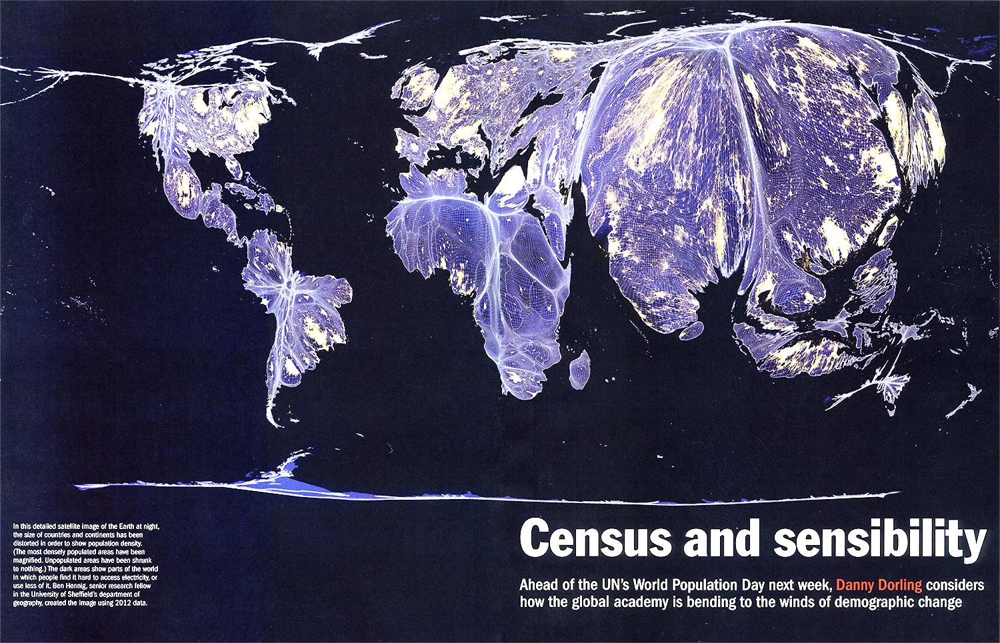 In this detailed satellite image of the Earth at night,
the size of countries and continents has been
distorted in order to show population density.
(The most densely populated areas have been
magnified. Unpopulated areas have been shrunk
to nothing.) The dark areas show parts of the world
in which people find it hard to access electricity, or
use less of it. Ben Hennig, senior research fellow
in the University of Sheffield's department of
geography, created the image using 2012 data.
Census and sensibility
Ahead of the UN's World Population Day next week, Danny Dorling considers
how the global academy is bending to the winds of demographic change